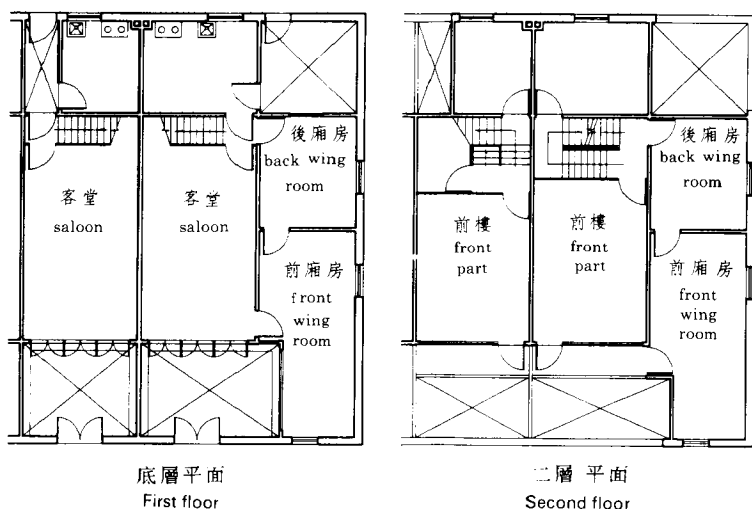 後廂房
back wing
room
客堂
saloon
客堂
saloon
前廂房
front
wing
room
後廂房
back wing
room
前樓
front
part
前樓
front
part
前廂房
front
wing
room
底層平面
First floor
二層平面
Second floor